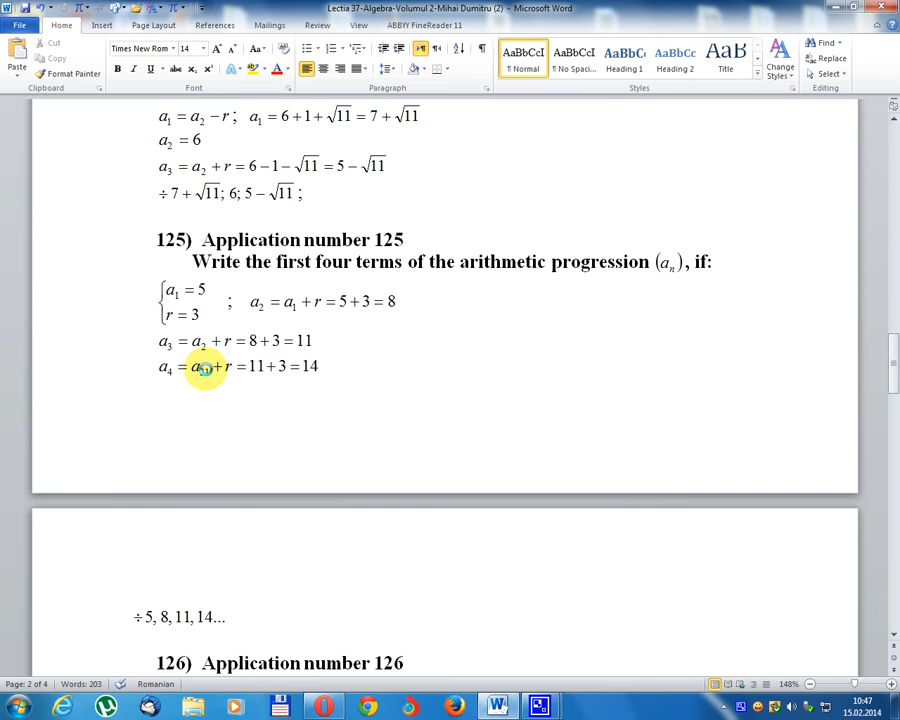 Lectia 37-Algebra-Volumul 2-Mihai Dumitru (2) - Microsoft Word
File Home Insert Page Layout References Mailings Review View ABBYY FineReader 11
Paste Cut Copy Format Painter
Times New Rom 14
AaBbCcI AaBbCcI AaBbC AaBbCc AaB
¶ Normal ¶ No Spaci... Heading 1 Heading 2 Title
Change Styles
Find Replace Select
Clipboard Font Paragraph Styles Editing
a₁ = a₂ − r ; a₁ = 6 + 1 + √11 = 7 + √11
a₂ = 6
a₃ = a₂ + r = 6 − 1 − √11 = 5 − √11
÷ 7 + √11; 6; 5 − √11 ;
125) Application number 125
Write the first four terms of the arithmetic progression (aₙ), if:
{a₁ = 5
r = 3 ; a₂ = a₁ + r = 5 + 3 = 8
a₃ = a₂ + r = 8 + 3 = 11
a₄ = a + r = 11 + 3 = 14
÷ 5, 8, 11, 14...
126) Application number 126
Page: 2 of 4 Words: 203 Romanian 148%
10:47
15.02.2014